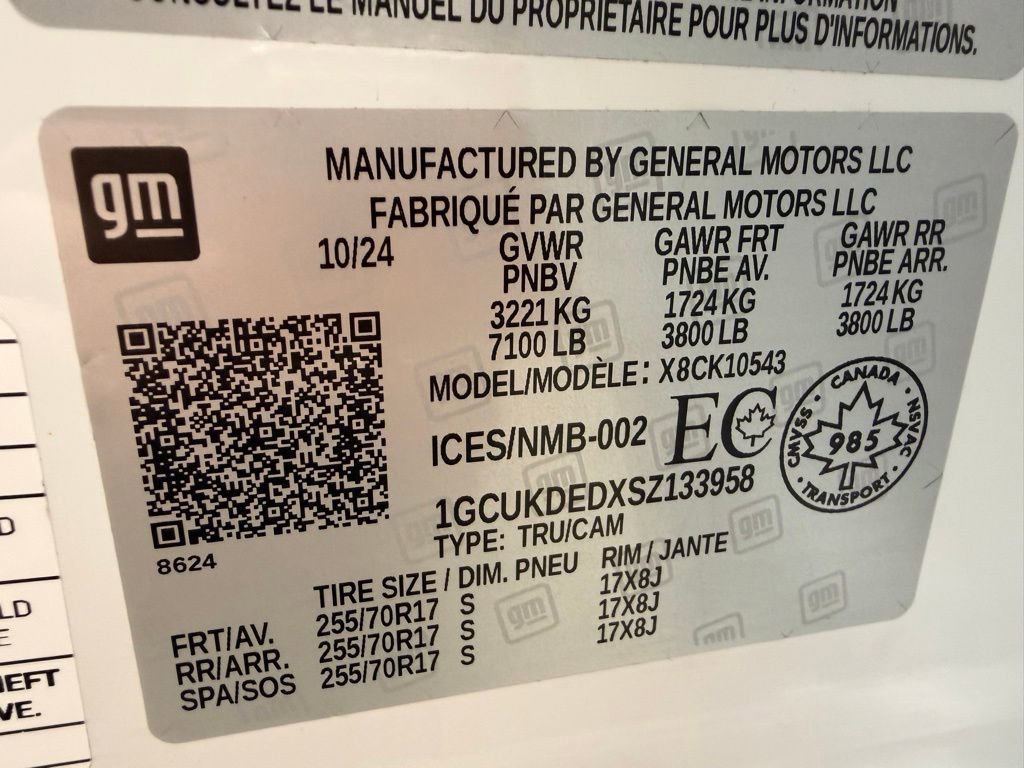 CONSULTEZ LE MANUEL DU PROPRIÉTAIRE POUR PLUS D'INFORMATIONS.
gm
MANUFACTURED BY GENERAL MOTORS LLC
FABRIQUÉ PAR GENERAL MOTORS LLC
10/24 GVWR GAWR FRT GAWR RR
PNBV PNBE AV. PNBE ARR.
3221 KG 1724 KG 1724 KG
7100 LB 3800 LB 3800 LB
MODEL/MODÈLE: X8CK10543
ICES/NMB-002 EC
CANADA
CMVSS 985 NSVAC
TRANSPORT
1GCUKDEDXSZ133958
TYPE: TRU/CAM
8624
TIRE SIZE / DIM. PNEU RIM / JANTE
FRT/AV. 255/70R17 S 17X8J
RR/ARR. 255/70R17 S 17X8J
SPA/SOS 255/70R17 S 17X8J
D
LD
E
VE.